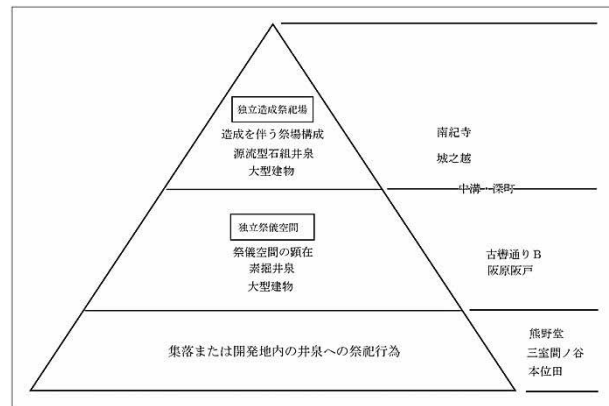 独立造成祭祀場
造成を伴う祭場構成
源流型石組井泉
大型建物
南紀寺
城之越
中溝・深町
独立祭儀空間
祭儀空間の顕在
素掘井泉
大型建物
古轡通りB
阪原阪戸
集落または開発地内の井泉への祭祀行為
熊野堂
三室間ノ谷
本位田